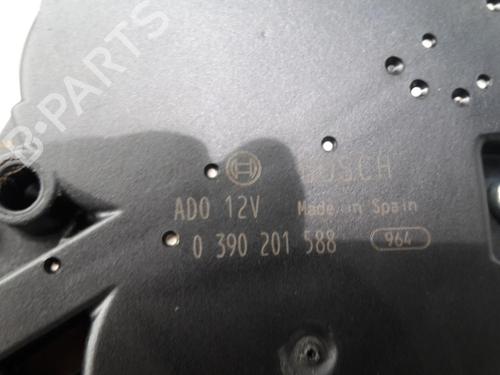 B-PARTS
BOSCH
ADO 12V Made in Spain
0 390 201 588 964